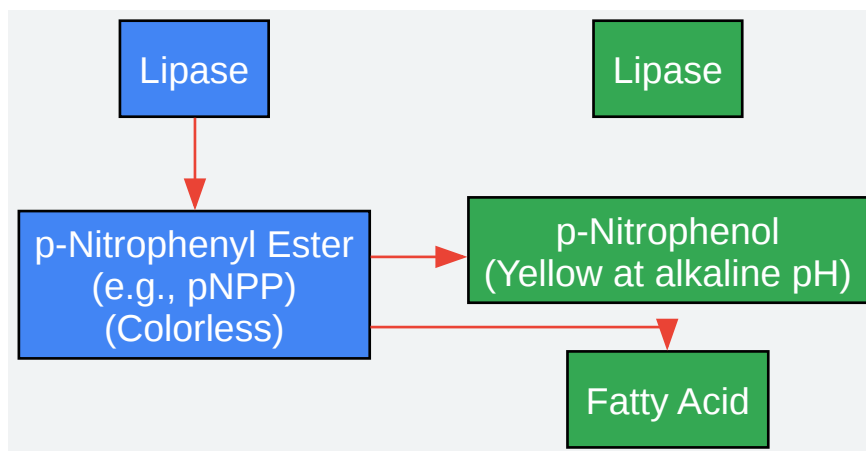 Lipase
Lipase
p-Nitrophenyl Ester
(e.g., pNPP)
(Colorless)
p-Nitrophenol
(Yellow at alkaline pH)
Fatty Acid